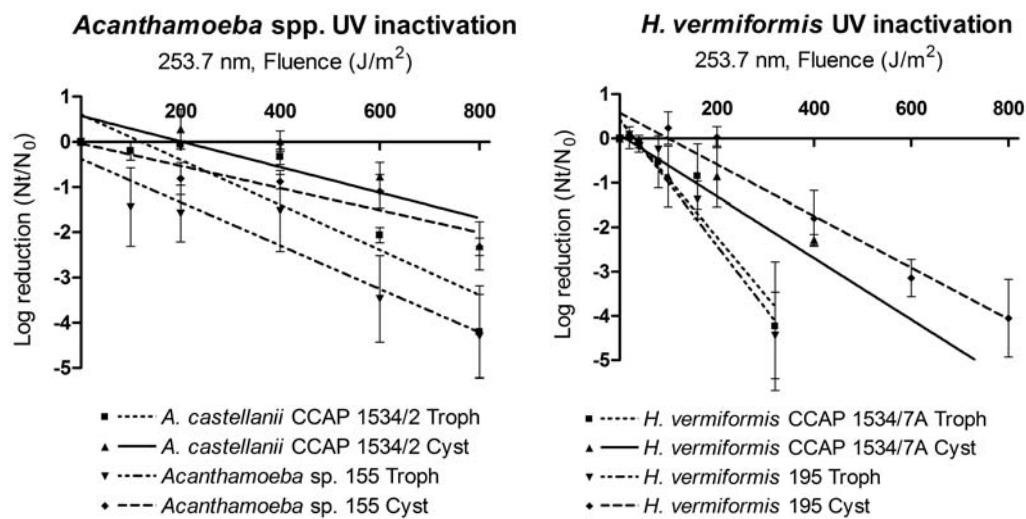 Acanthamoeba spp. UV inactivation
253.7 nm, Fluence (J/m²)
200 400 600 800
1
0
-1
-2
-3
-4
-5
Log reduction (Nt/N₀)
A. castellanii CCAP 1534/2 Troph
A. castellanii CCAP 1534/2 Cyst
Acanthamoeba sp. 155 Troph
Acanthamoeba sp. 155 Cyst
H. vermiformis UV inactivation
253.7 nm, Fluence (J/m²)
200 400 600 800
1
0
-1
-2
-3
-4
-5
Log reduction (Nt/N₀)
H. vermiformis CCAP 1534/7A Troph
H. vermiformis CCAP 1534/7A Cyst
H. vermiformis 195 Troph
H. vermiformis 195 Cyst